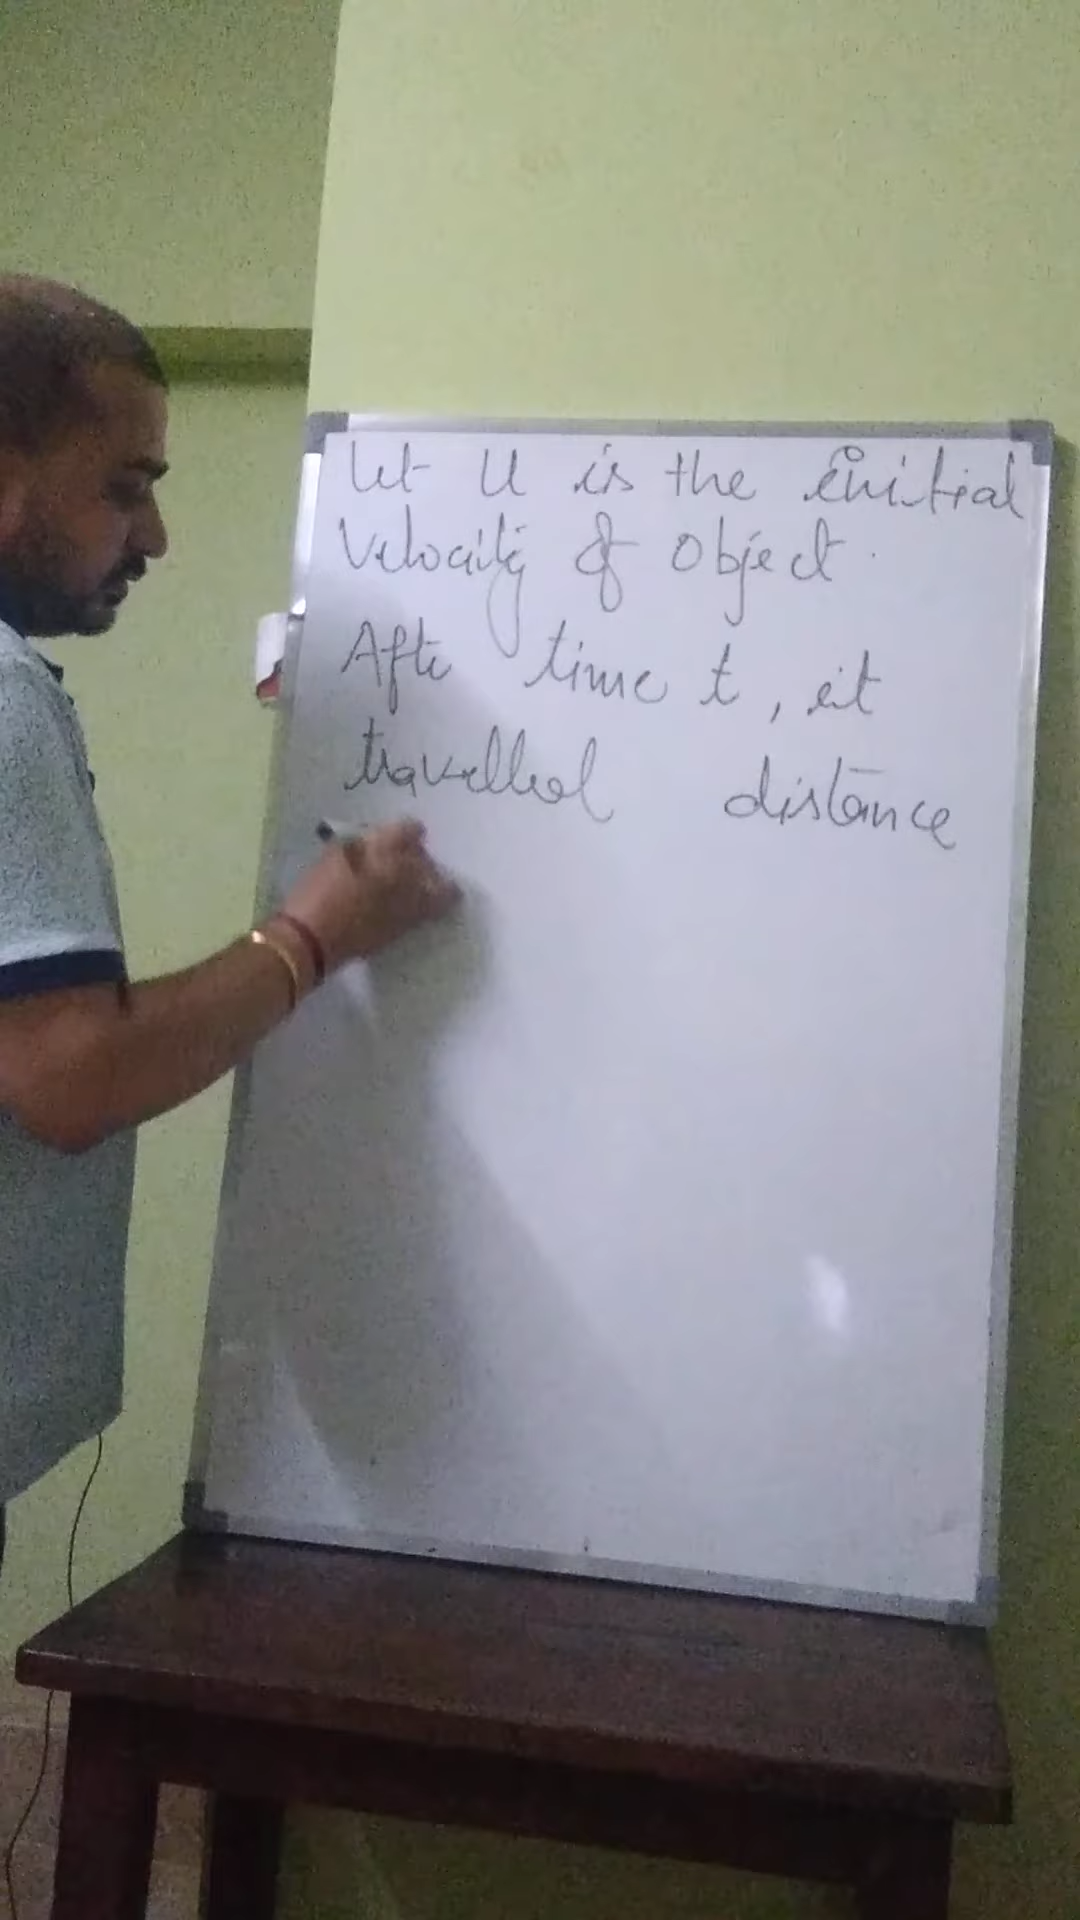 Let U is the initial
Velocity of Object.
After time t, it
travelled distance